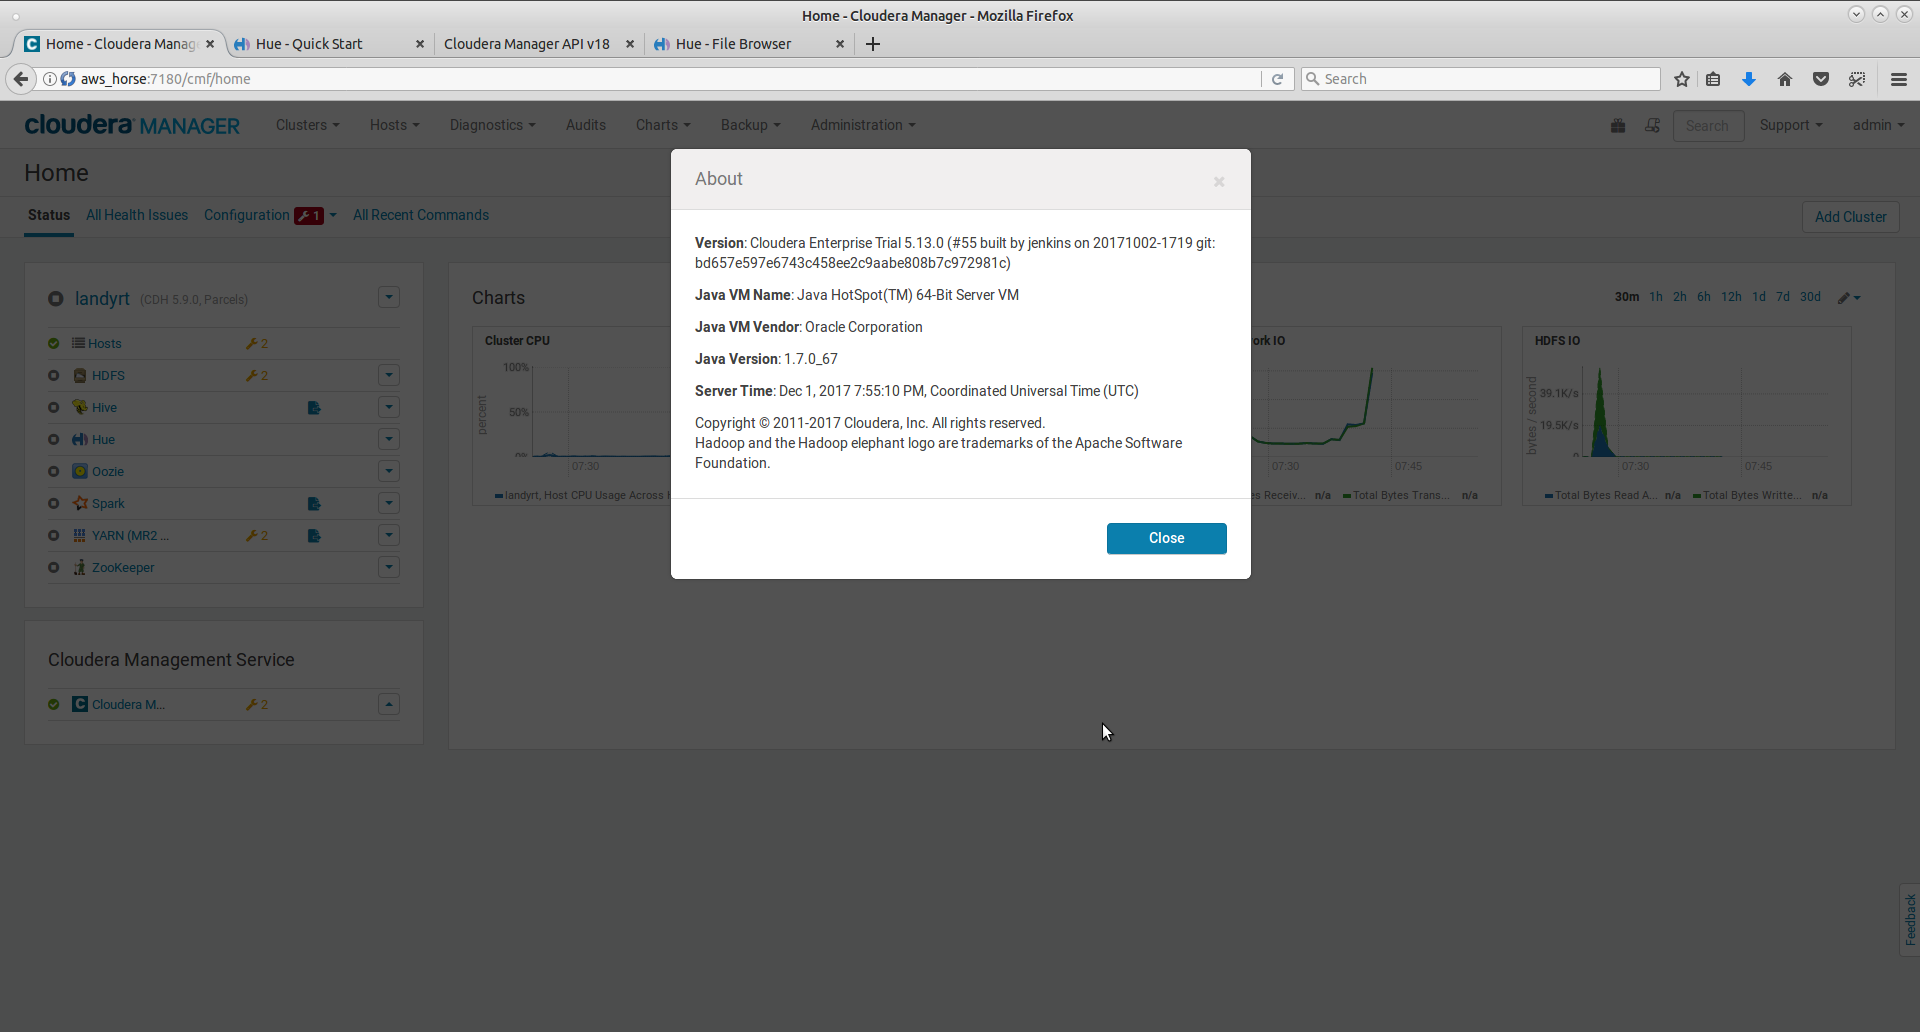 Home - Cloudera Manager - Mozilla Firefox
Home - Cloudera Manag
Hue - Quick Start
Cloudera Manager API v18
Hue - File Browser
aws_horse:7180/cmf/home
Search
cloudera MANAGER
Clusters
Hosts
Diagnostics
Audits
Charts
Backup
Administration
Search
Support
admin
Home
Status
All Health Issues
Configuration
1
All Recent Commands
Add Cluster
landyrt (CDH 5.9.0, Parcels)
Hosts
2
HDFS
2
Hive
Hue
Oozie
Spark
YARN (MR2 ...
2
ZooKeeper
Cloudera Management Service
Cloudera M...
2
Charts
30m 1h 2h 6h 12h 1d 7d 30d
Cluster CPU
percent
100%
50%
0%
07:30
landyrt, Host CPU Usage Across
ork IO
07:30
07:45
es Receiv... n/a
Total Bytes Trans... n/a
HDFS IO
bytes / second
39.1K/s
19.5K/s
0
07:30
07:45
Total Bytes Read A... n/a
Total Bytes Writte... n/a
About
Version: Cloudera Enterprise Trial 5.13.0 (#55 built by jenkins on 20171002-1719 git:
bd657e597e6743c458ee2c9aabe808b7c972981c)
Java VM Name: Java HotSpot(TM) 64-Bit Server VM
Java VM Vendor: Oracle Corporation
Java Version: 1.7.0_67
Server Time: Dec 1, 2017 7:55:10 PM, Coordinated Universal Time (UTC)
Copyright © 2011-2017 Cloudera, Inc. All rights reserved.
Hadoop and the Hadoop elephant logo are trademarks of the Apache Software
Foundation.
Close
Feedback